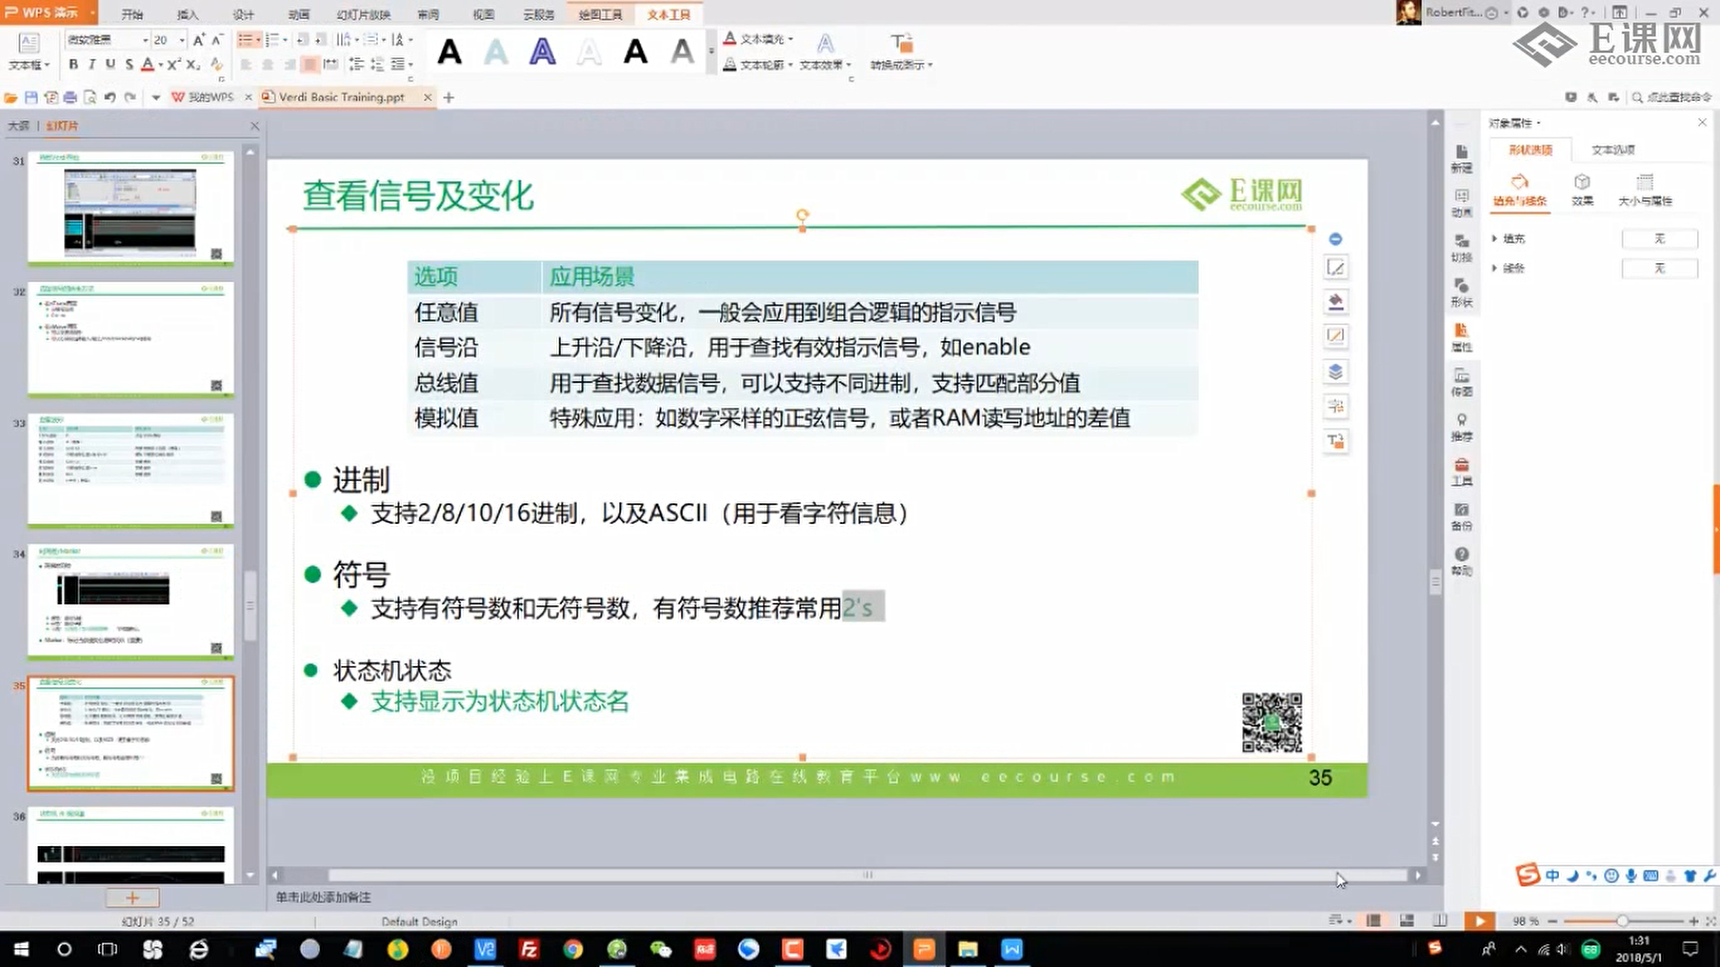 WPS 演示
开始
插入
设计
动画
幻灯片放映
审阅
视图
云服务
绘图工具
文本工具
RobertFit...
文本框
微软雅黑
20
B I U S A X² X₂
A A A A A A
文本填充
文本轮廓
文本效果
转换成图示
E课网
eecourse.com
我的WPS
Verdi Basic Training.ppt
点此查找命令
大纲
幻灯片
31
32
33
34
35
36
查看信号及变化
E课网
eecourse.com
选项 应用场景
任意值 所有信号变化，一般会应用到组合逻辑的指示信号
信号沿 上升沿/下降沿，用于查找有效指示信号，如enable
总线值 用于查找数据信号，可以支持不同进制，支持匹配部分值
模拟值 特殊应用：如数字采样的正弦信号，或者RAM读写地址的差值
进制
支持2/8/10/16进制，以及ASCII（用于看字符信息）
符号
支持有符号数和无符号数，有符号数推荐常用2's
状态机状态
支持显示为状态机状态名
没项目经验上E课网专业集成电路在线教育平台www.eecourse.com
35
对象属性
形状选项
文本选项
填充与线条
效果
大小与属性
填充
无
线条
无
新建
动画
切换
形状
属性
传图
推荐
工具
备份
帮助
单击此处添加备注
幻灯片 35 / 52
Default Design
中
98 %
1:31
2018/5/1